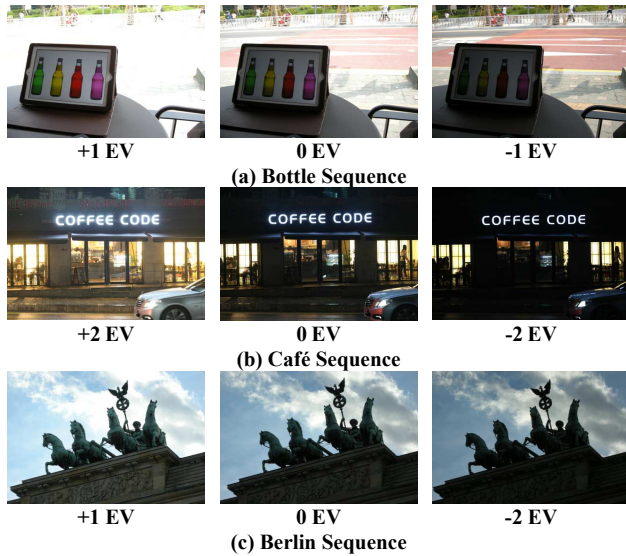 +1 EV 0 EV -1 EV
(a) Bottle Sequence
COFFEE CODE COFFEE CODE COFFEE CODE
+2 EV 0 EV -2 EV
(b) Café Sequence
+1 EV 0 EV -2 EV
(c) Berlin Sequence